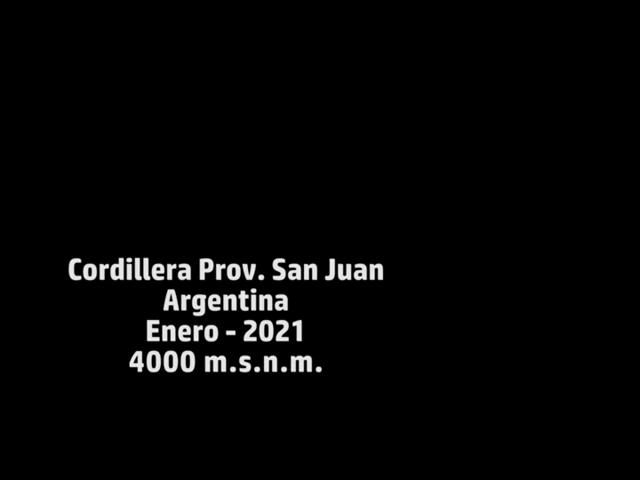 Cordillera Prov. San Juan
Argentina
Enero - 2021
4000 m.s.n.m.